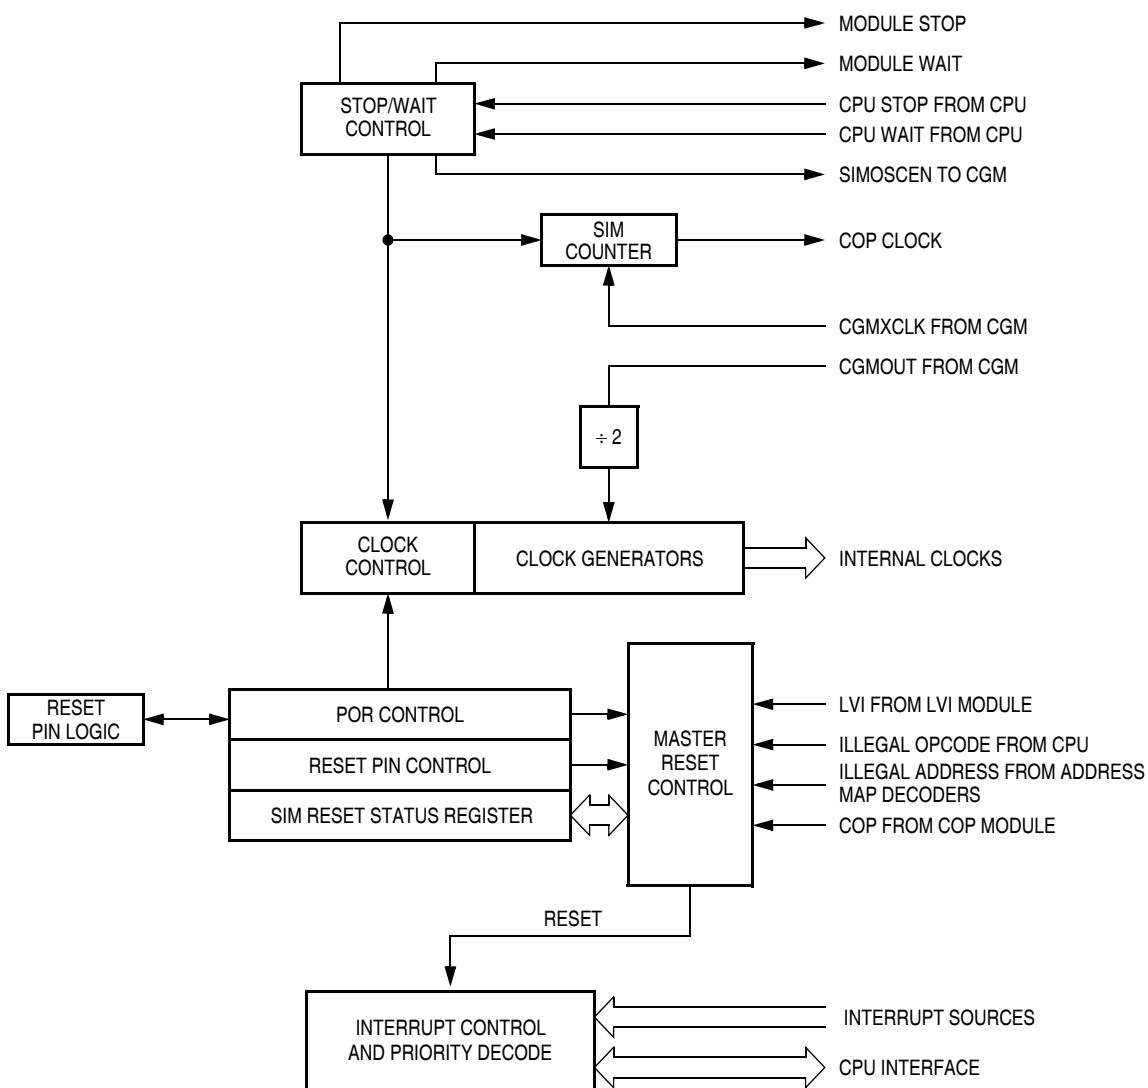 MODULE STOP
MODULE WAIT
STOP/WAIT
CONTROL
CPU STOP FROM CPU
CPU WAIT FROM CPU
SIMOSCEN TO CGM
SIM
COUNTER
COP CLOCK
CGMXCLK FROM CGM
CGMOUT FROM CGM
÷ 2
CLOCK
CONTROL
CLOCK GENERATORS
INTERNAL CLOCKS
RESET
PIN LOGIC
POR CONTROL
RESET PIN CONTROL
SIM RESET STATUS REGISTER
MASTER
RESET
CONTROL
LVI FROM LVI MODULE
ILLEGAL OPCODE FROM CPU
ILLEGAL ADDRESS FROM ADDRESS
MAP DECODERS
COP FROM COP MODULE
RESET
INTERRUPT CONTROL
AND PRIORITY DECODE
INTERRUPT SOURCES
CPU INTERFACE